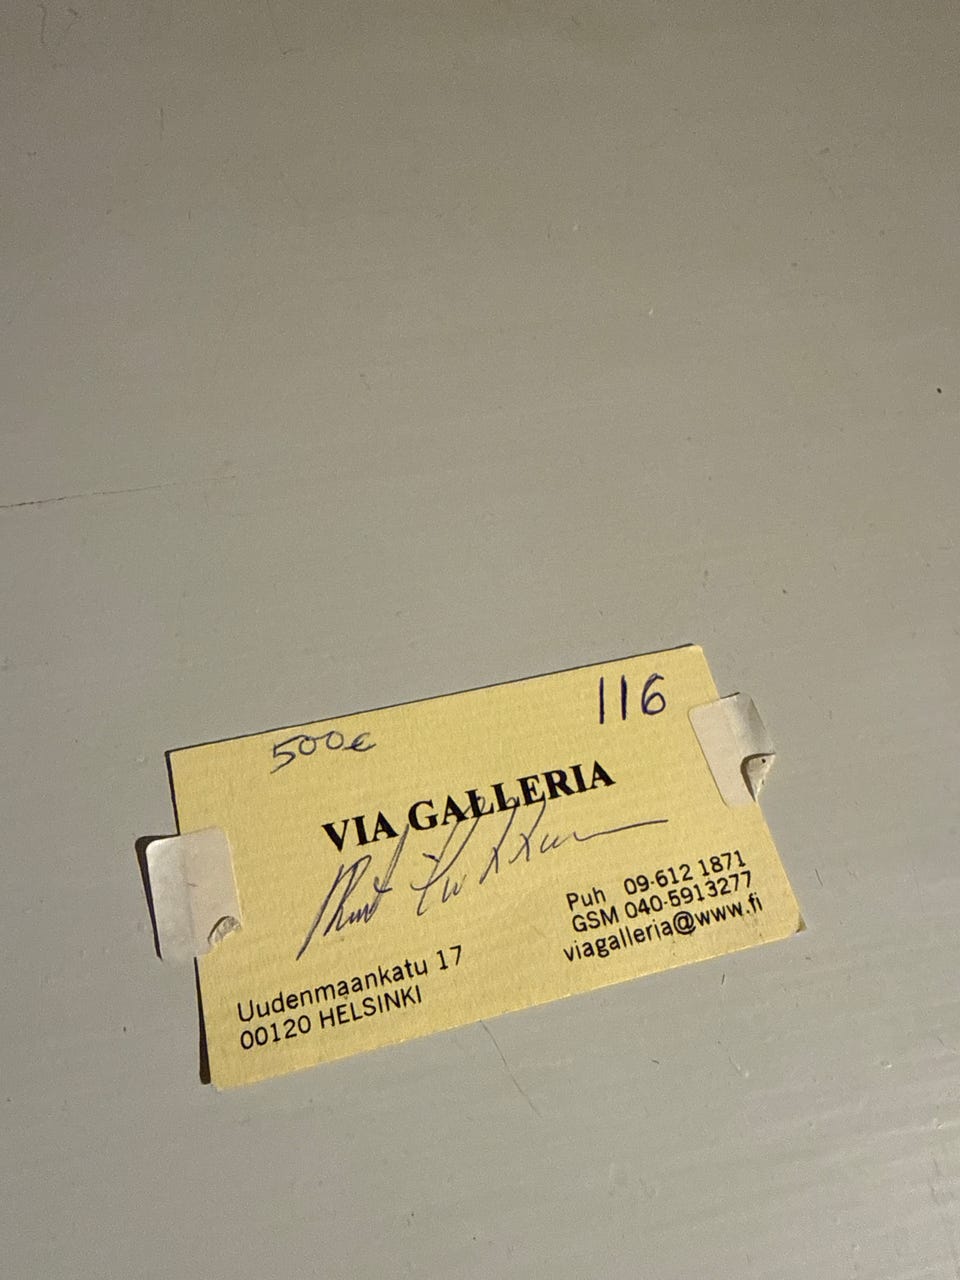 500€
116
VIA GALLERIA
Puh 09-612 1871
GSM 040-5913277
viagalleria@www.fi
Uudenmaankatu 17
00120 HELSINKI